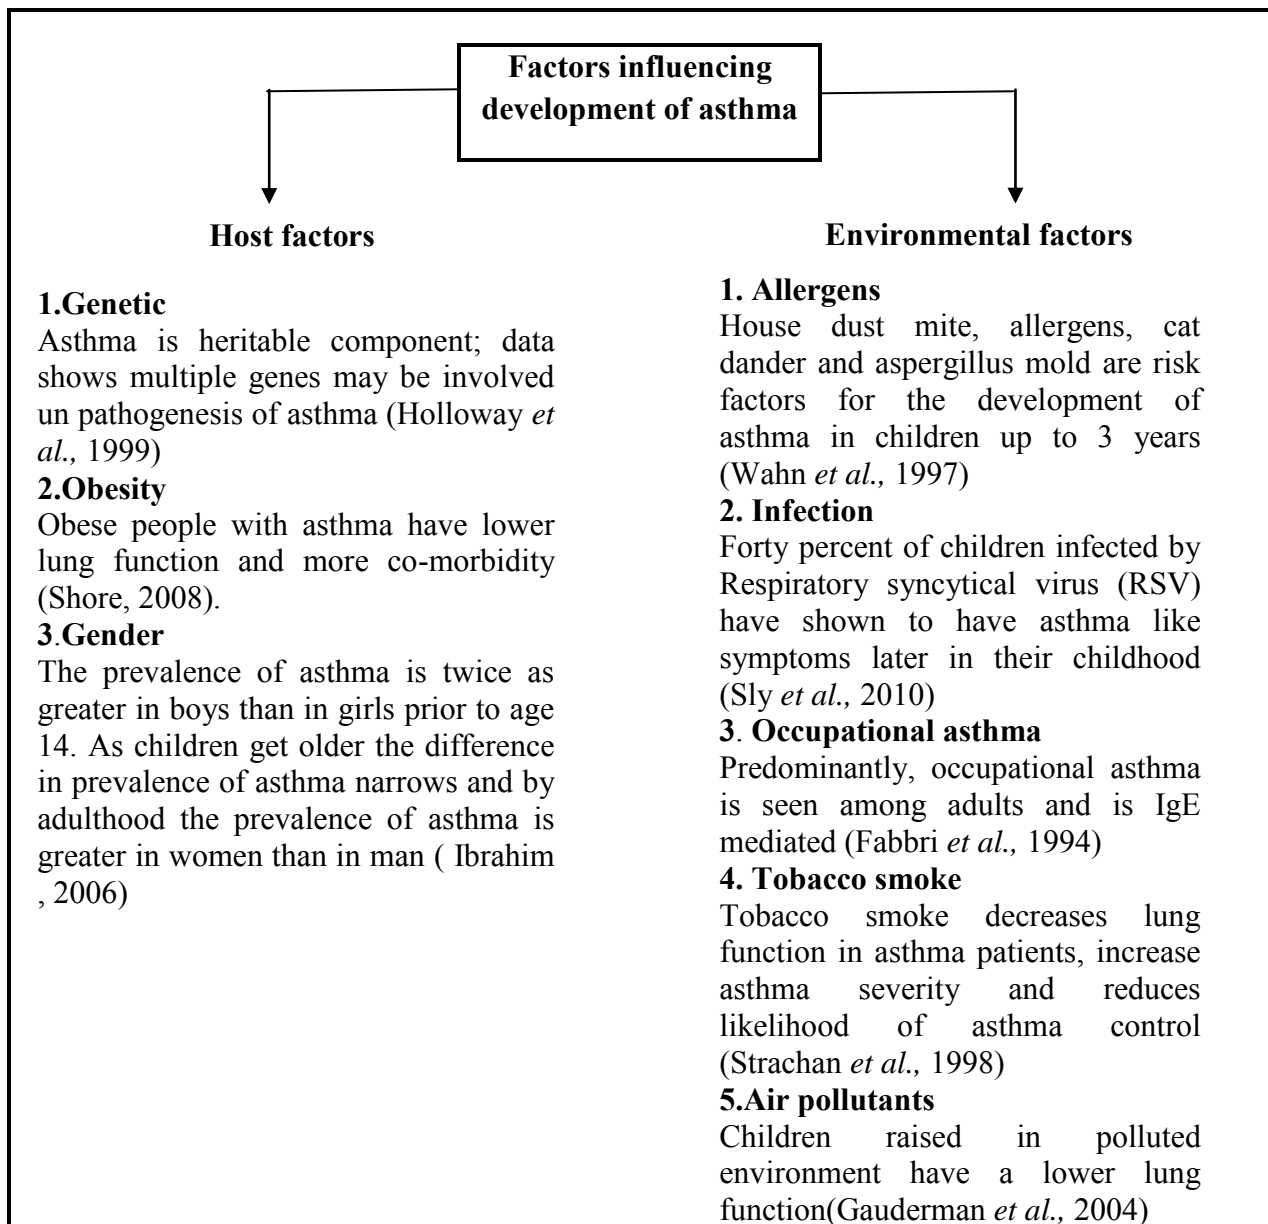 Factors influencing
development of asthma
Host factors
1.Genetic
Asthma is heritable component; data
shows multiple genes may be involved
un pathogenesis of asthma (Holloway et
al., 1999)
2.Obesity
Obese people with asthma have lower
lung function and more co-morbidity
(Shore, 2008).
3.Gender
The prevalence of asthma is twice as
greater in boys than in girls prior to age
14. As children get older the difference
in prevalence of asthma narrows and by
adulthood the prevalence of asthma is
greater in women than in man ( Ibrahim
, 2006)
Environmental factors
1. Allergens
House dust mite, allergens, cat
dander and aspergillus mold are risk
factors for the development of
asthma in children up to 3 years
(Wahn et al., 1997)
2. Infection
Forty percent of children infected by
Respiratory syncytical virus (RSV)
have shown to have asthma like
symptoms later in their childhood
(Sly et al., 2010)
3. Occupational asthma
Predominantly, occupational asthma
is seen among adults and is IgE
mediated (Fabbri et al., 1994)
4. Tobacco smoke
Tobacco smoke decreases lung
function in asthma patients, increase
asthma severity and reduces
likelihood of asthma control
(Strachan et al., 1998)
5.Air pollutants
Children raised in polluted
environment have a lower lung
function(Gauderman et al., 2004)